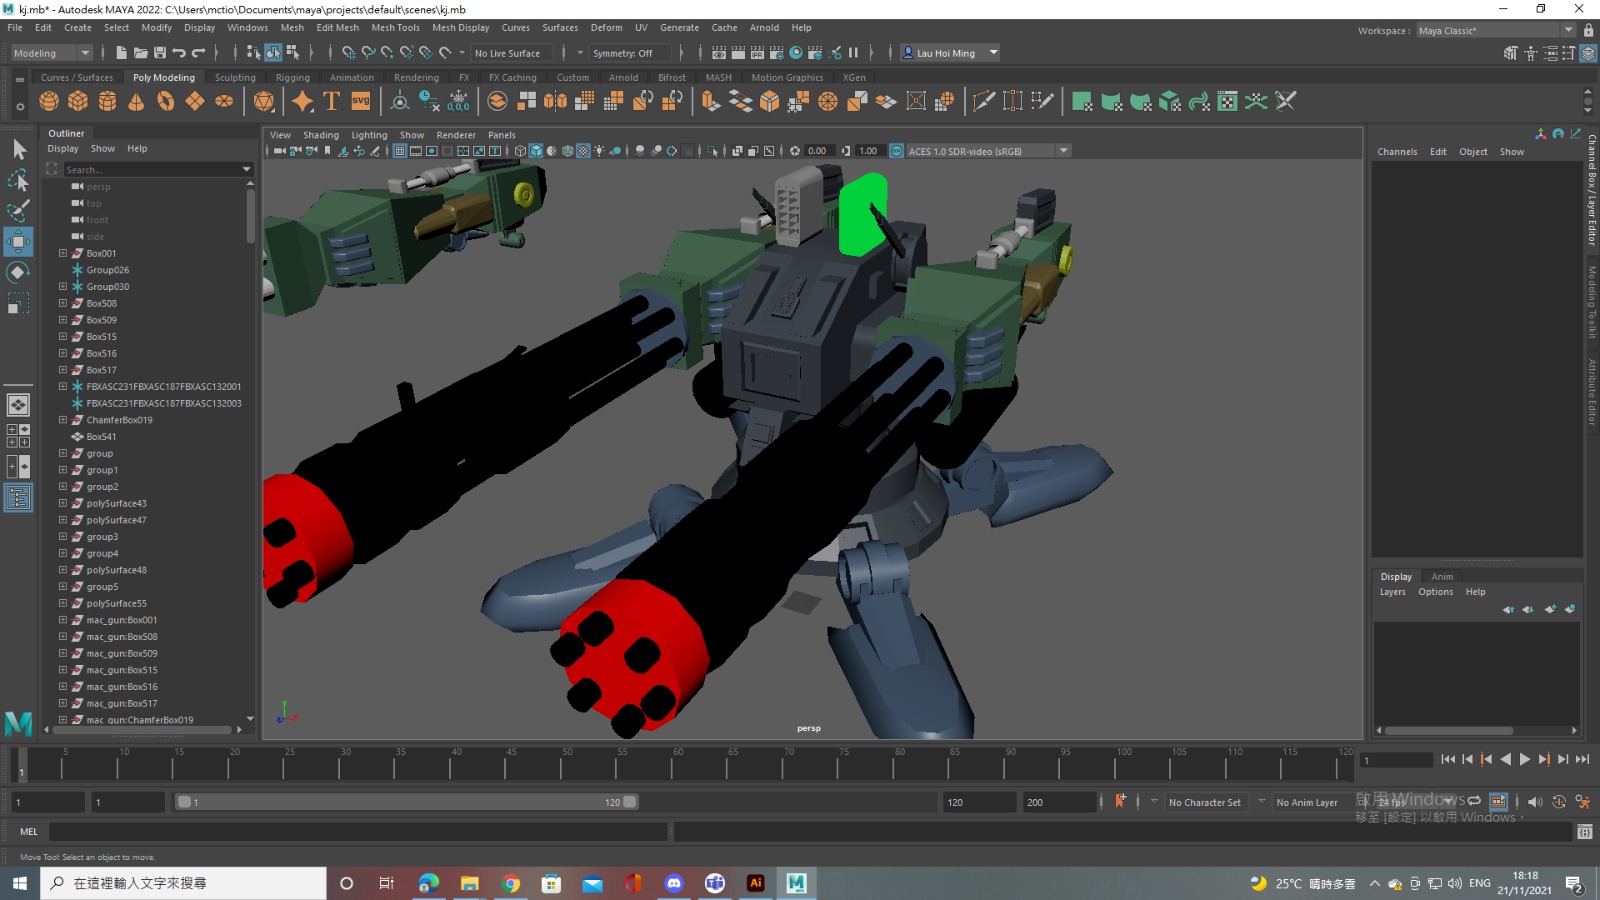 kj.mb* - Autodesk MAYA 2022: C:\Users\mctio\Documents\maya\projects\default\scenes\kj.mb
File Edit Create Select Modify Display Windows Mesh Edit Mesh Mesh Tools Mesh Display Curves Surfaces Deform UV Generate Cache Arnold Help
Workspace : Maya Classic*
Modeling No Live Surface Symmetry: Off Lau Hoi Ming
Curves / Surfaces Poly Modeling Sculpting Rigging Animation Rendering FX FX Caching Custom Arnold Bifrost MASH Motion Graphics XGen
T SVG 0,0,0
Outliner
Display Show Help
Search...
persp
top
front
side
Box001
Group026
Group030
Box508
Box509
Box515
Box516
Box517
FBXASC231FBXASC187FBXASC132001
FBXASC231FBXASC187FBXASC132003
ChamferBox019
Box541
group
group1
group2
polySurface43
polySurface47
group3
group4
polySurface48
group5
polySurface55
mac_gun:Box001
mac_gun:Box508
mac_gun:Box509
mac_gun:Box515
mac_gun:Box516
mac_gun:Box517
mac_gun:ChamferBox019
View Shading Lighting Show Renderer Panels
0.00 1.00 ACES 1.0 SDR-video (sRGB)
y
z x
persp
Channels Edit Object Show
Channel Box / Layer Editor
Modeling Toolkit
Attribute Editor
Display Anim
Layers Options Help
1 5 10 15 20 25 30 35 40 45 50 55 60 65 70 75 80 85 90 95 100 105 110 115 120
1
1 1 1 120 120 200 No Character Set No Anim Layer 24 fps
啟用 Windows
移至 [設定] 以啟用 Windows。
MEL
Move Tool: Select an object to move.
在這裡輸入文字來搜尋
Ai M
25°C 晴時多雲 ENG
18:18
21/11/2021
2